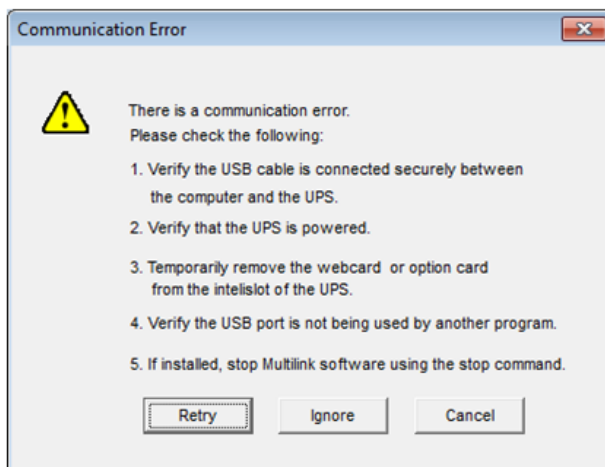 Communication Error
There is a communication error.
Please check the following:
1. Verify the USB cable is connected securely between
the computer and the UPS.
2. Verify that the UPS is powered.
3. Temporarily remove the webcard or option card
from the intelislot of the UPS.
4. Verify the USB port is not being used by another program.
5. If installed, stop Multilink software using the stop command.
Retry Ignore Cancel